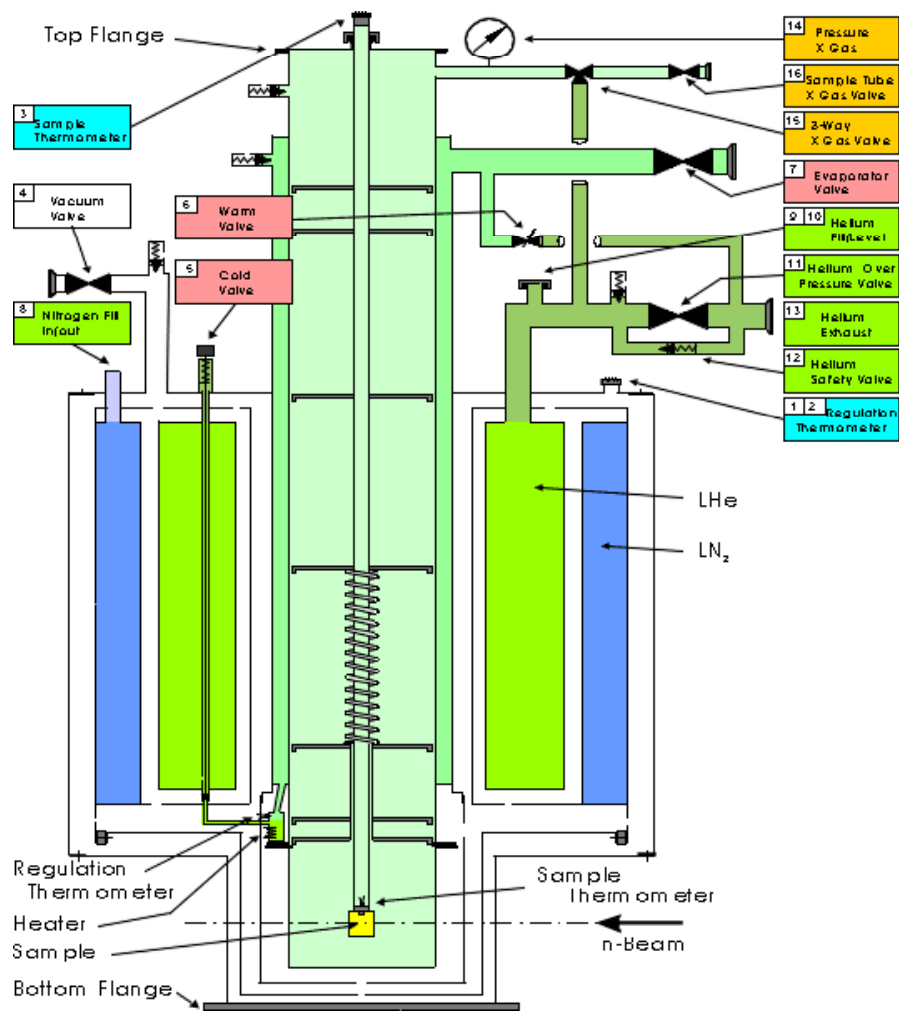 Top Flange
14 Pressure
X Gas
16 Sample Tube
X Gas Valve
3 Sample
Thermometer
15 3-Way
X Gas Valve
7 Evaporator
Valve
4 Vacuum
Valve
6 Warm
Valve
9 10 Helium
Fill/Level
5 Cold
Valve
11 Helium Over
Pressure Valve
8 Nitrogen Fill
In/out
13 Helium
Exhaust
12 Helium
Safety Valve
1 2 Regulation
Thermometer
LHe
LN2
Regulation
Thermometer
Heater
Sample
Sample
Thermometer
n-Beam
Bottom Flange